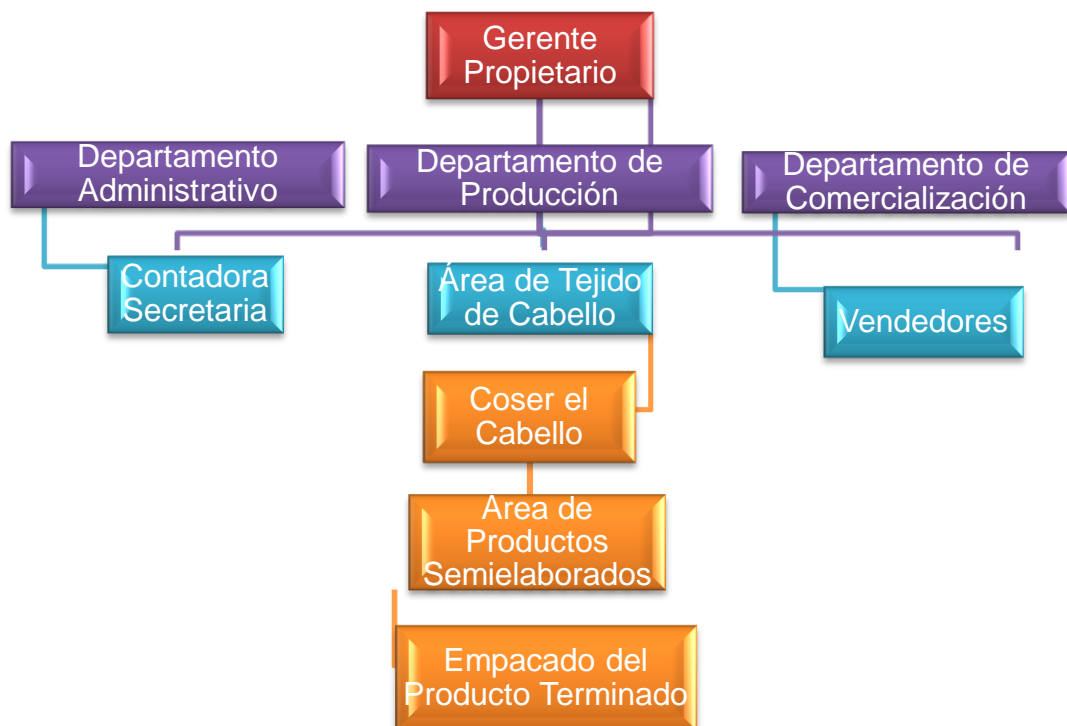 Gerente
Propietario
Departamento
Administrativo
Departamento de
Producción
Departamento de
Comercialización
Contadora
Secretaria
Área de Tejido
de Cabello
Vendedores
Coser el
Cabello
Area de
Productos
Semielaborados
Empacado del
Producto Terminado